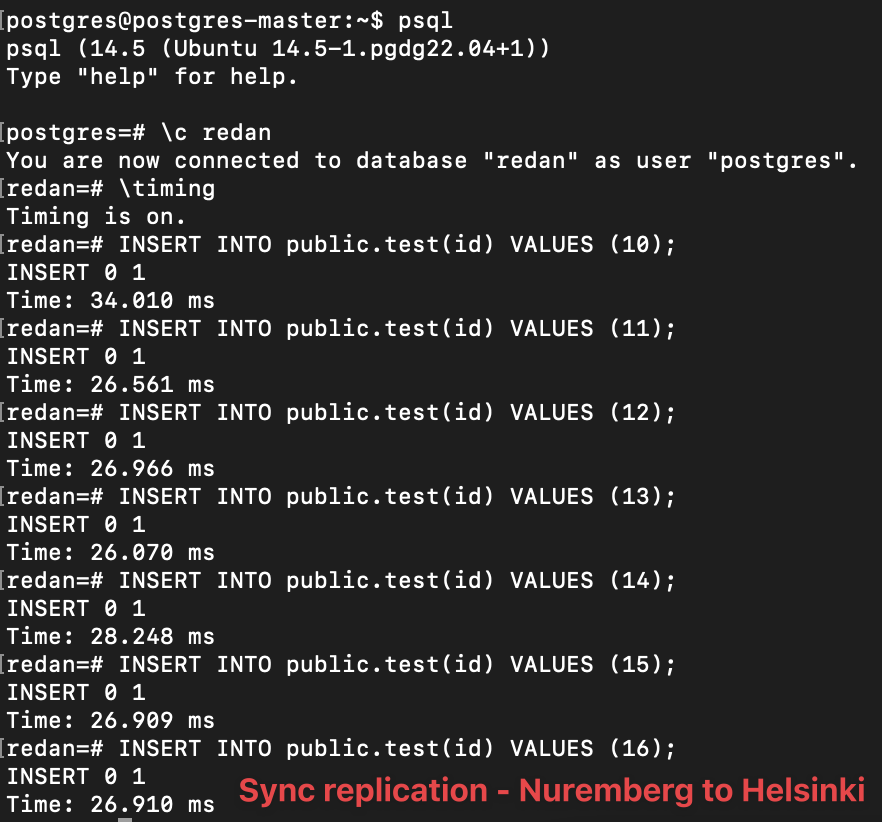 postgres@postgres-master:~$ psql
psql (14.5 (Ubuntu 14.5-1.pgdg22.04+1))
Type "help" for help.
postgres=# \c redan
You are now connected to database "redan" as user "postgres".
redan=# \timing
Timing is on.
redan=# INSERT INTO public.test(id) VALUES (10);
INSERT 0 1
Time: 34.010 ms
redan=# INSERT INTO public.test(id) VALUES (11);
INSERT 0 1
Time: 26.561 ms
redan=# INSERT INTO public.test(id) VALUES (12);
INSERT 0 1
Time: 26.966 ms
redan=# INSERT INTO public.test(id) VALUES (13);
INSERT 0 1
Time: 26.070 ms
redan=# INSERT INTO public.test(id) VALUES (14);
INSERT 0 1
Time: 28.248 ms
redan=# INSERT INTO public.test(id) VALUES (15);
INSERT 0 1
Time: 26.909 ms
redan=# INSERT INTO public.test(id) VALUES (16);
INSERT 0 1
Time: 26.910 ms
Sync replication - Nuremberg to Helsinki